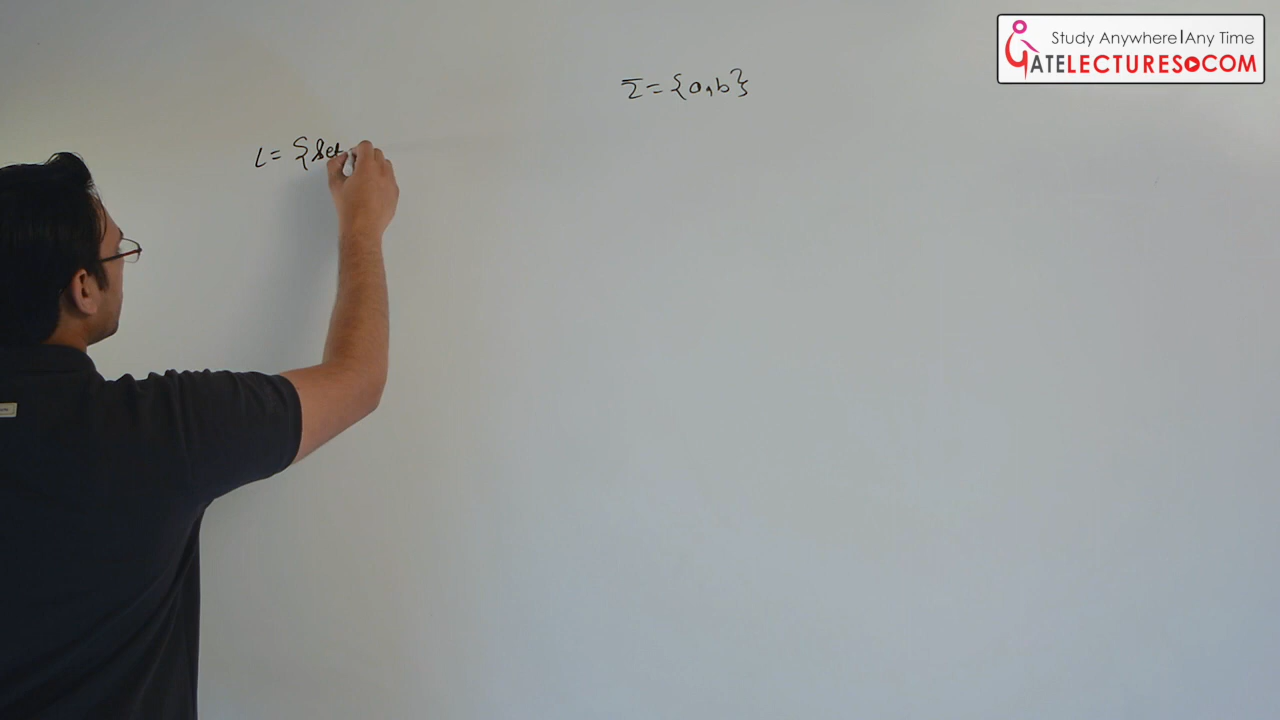 Study Anywhere|Any Time
GATELECTURES.COM
Σ = {a,b}
L = {Set